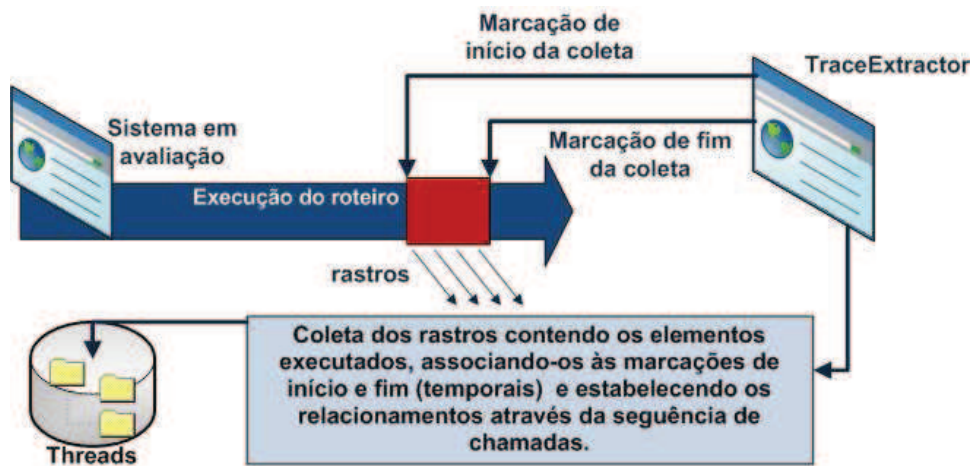 Marcação de
início da coleta
TraceExtractor
Sistema em
avaliação
Marcação de fim
da coleta
Execução do roteiro
rastros
Coleta dos rastros contendo os elementos
executados, associando-os às marcações de
início e fim (temporais) e estabelecendo os
relacionamentos através da seguência de
chamadas.
Threads